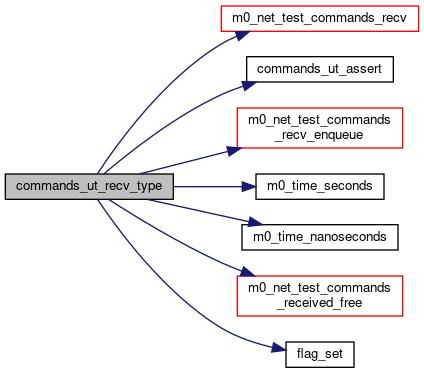 m0_net_test_commands_recv
commands_ut_assert
m0_net_test_commands
_recv_enqueue
commands_ut_recv_type
m0_time_seconds
m0_time_nanoseconds
m0_net_test_commands
_received_free
flag_set